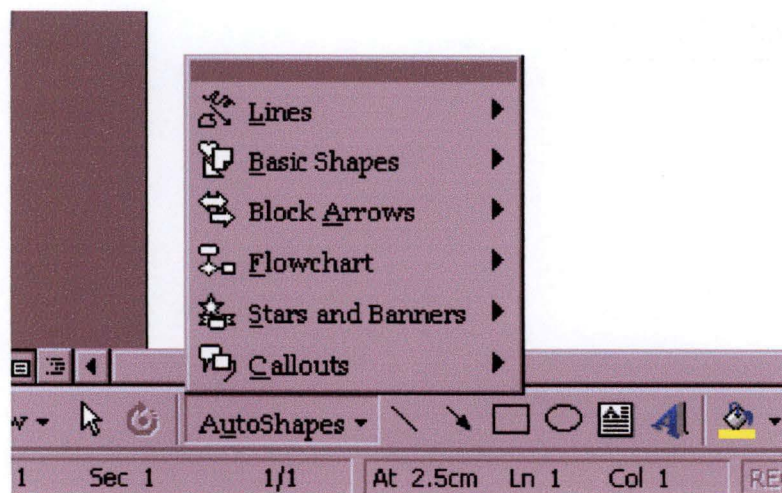 Lines
Basic Shapes
Block Arrows
Flowchart
Stars and Banners
Callouts
AutoShapes
1 Sec 1 1/1 At 2.5cm Ln 1 Col 1